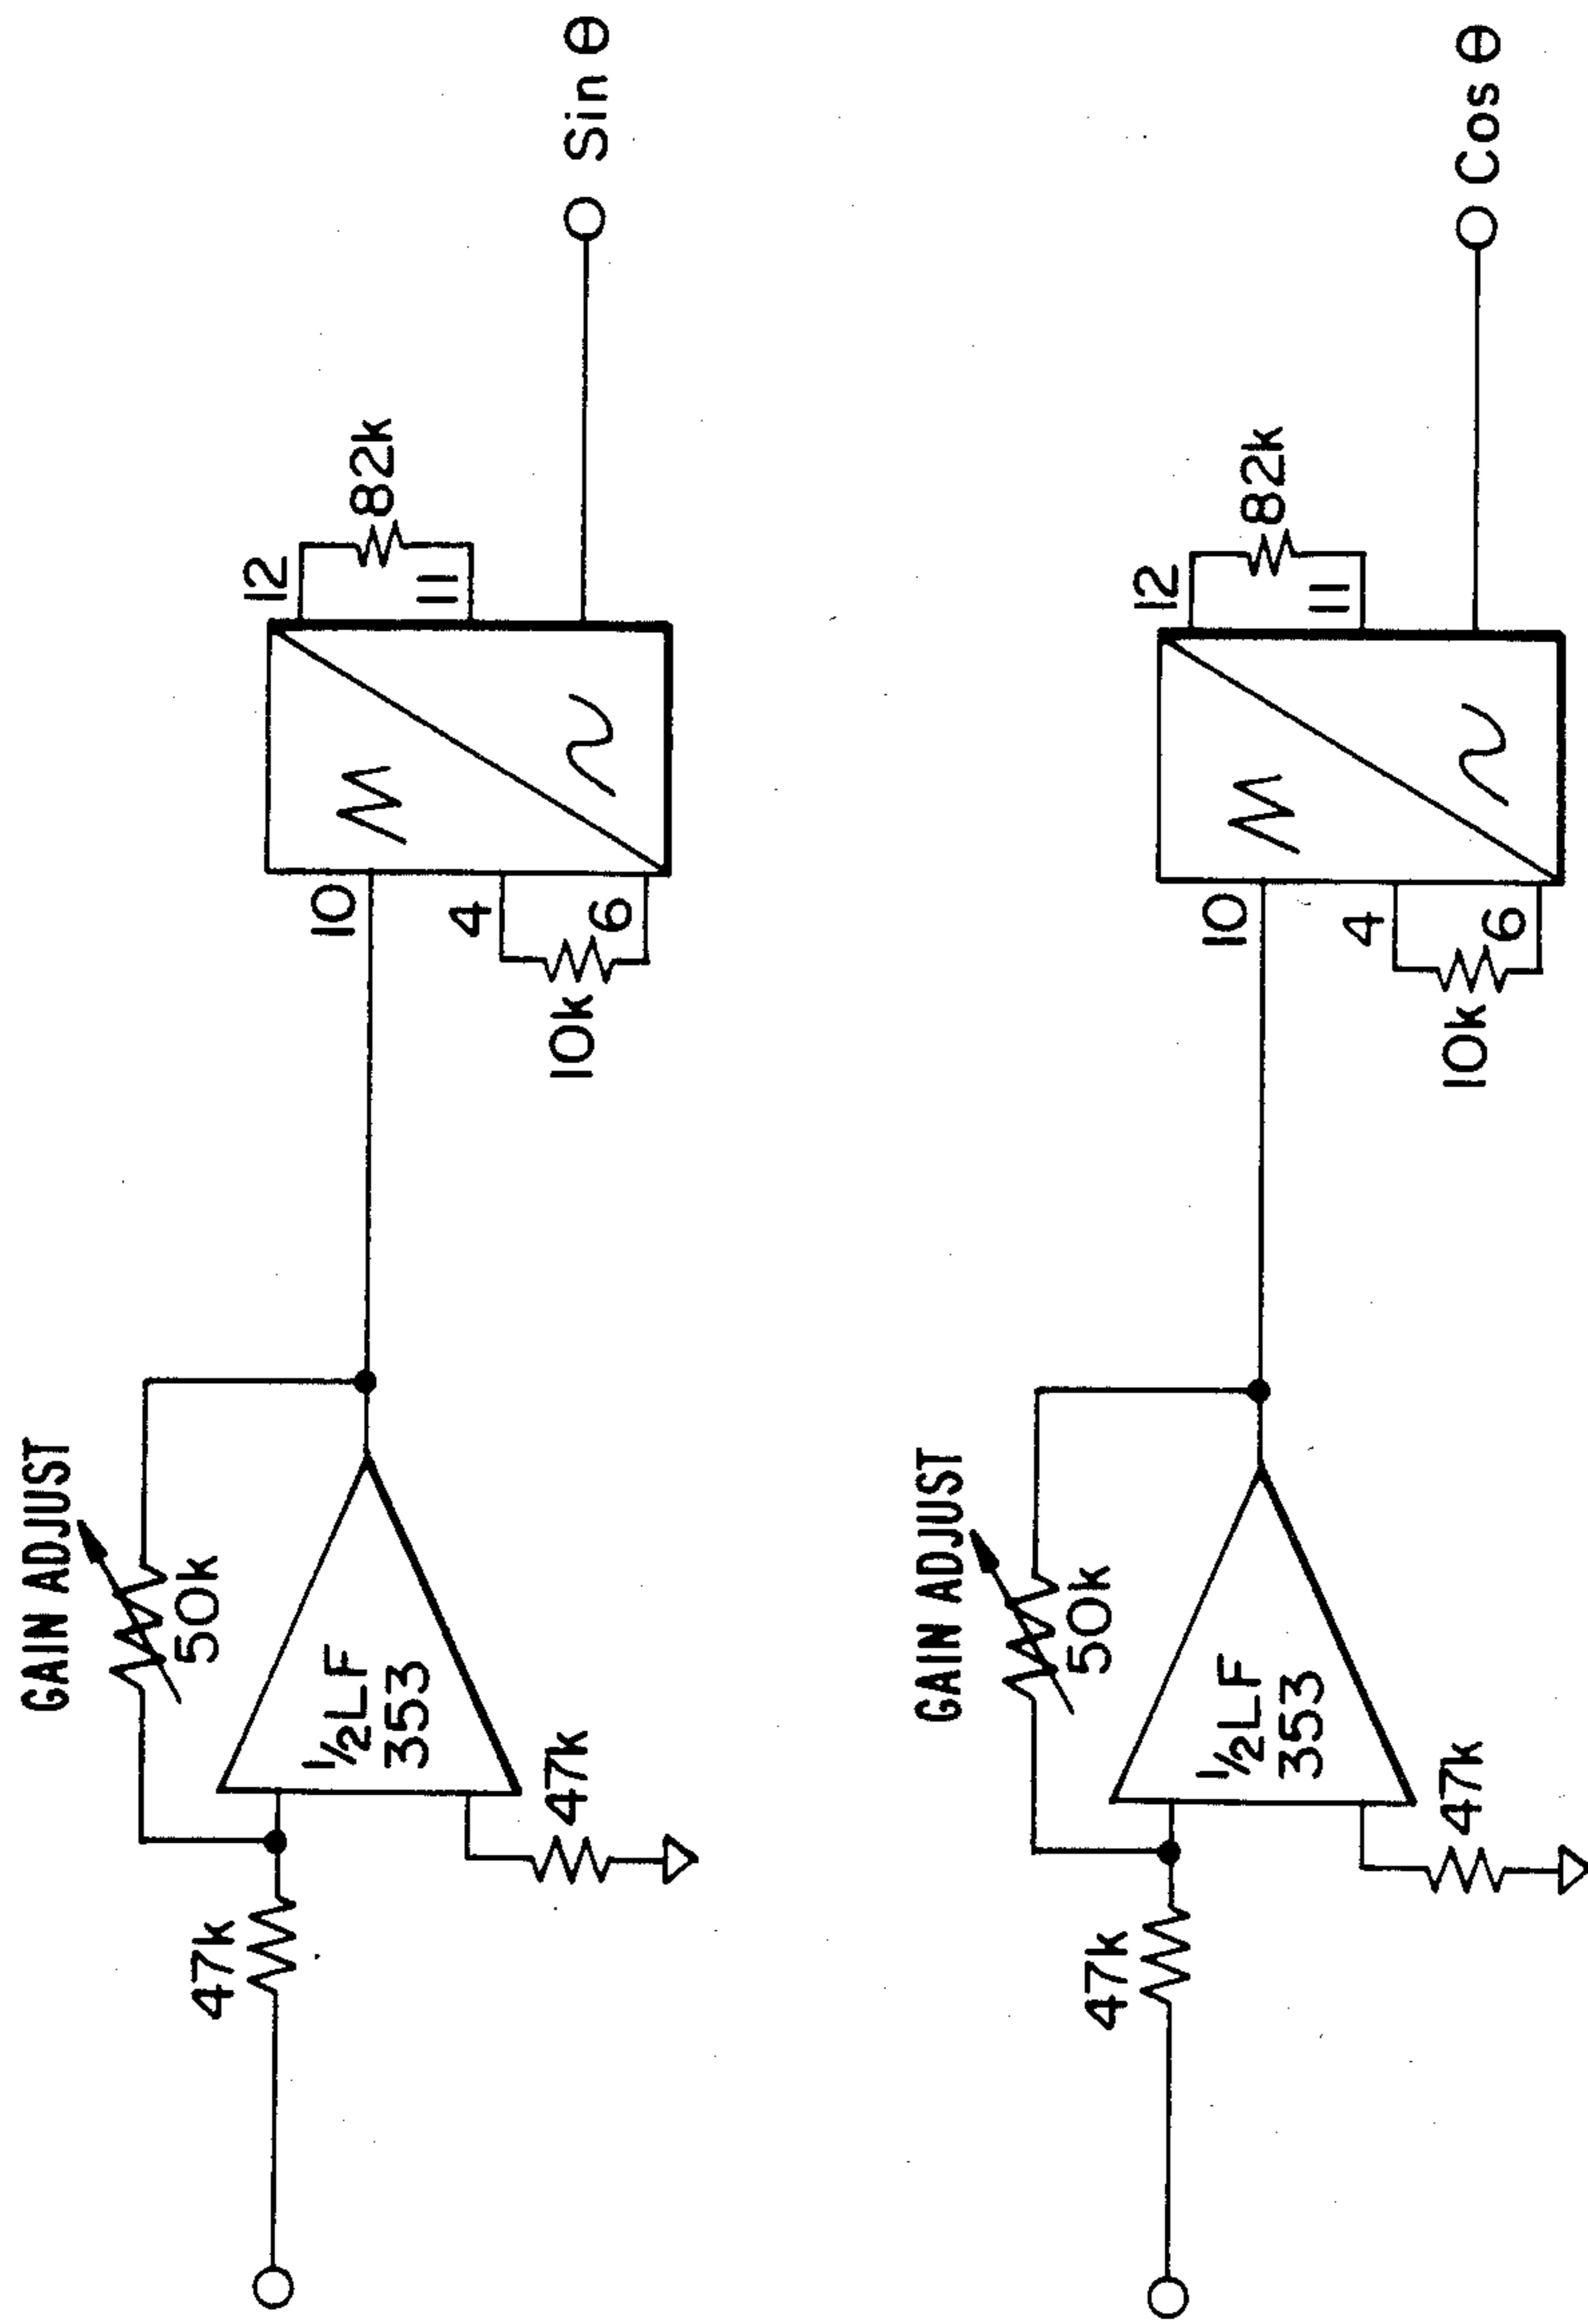 GAIN ADJUST
50k
47k
1/2LF
353
47k
10
4
6
10k
12
11
82k
Sin θ
GAIN ADJUST
50k
47k
1/2LF
353
47k
10
4
6
10k
12
11
82k
Cos θ